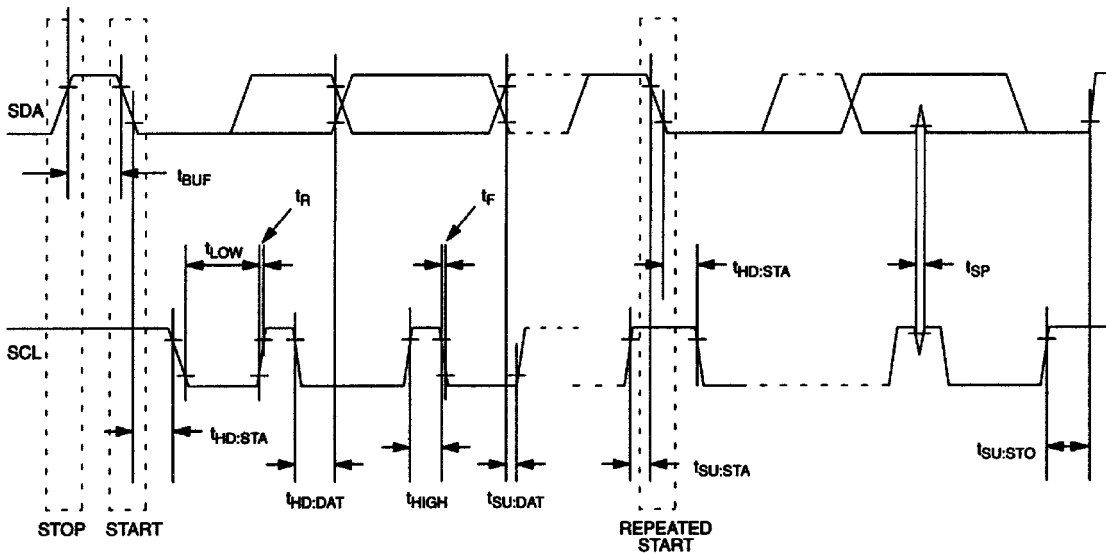 SDA
tBUF
tR
tF
tLOW
tHD:STA
tSP
SCL
tHD:STA
tHD:DAT
tHIGH
tSU:DAT
tSU:STA
tSU:STO
STOP
START
REPEATED
START